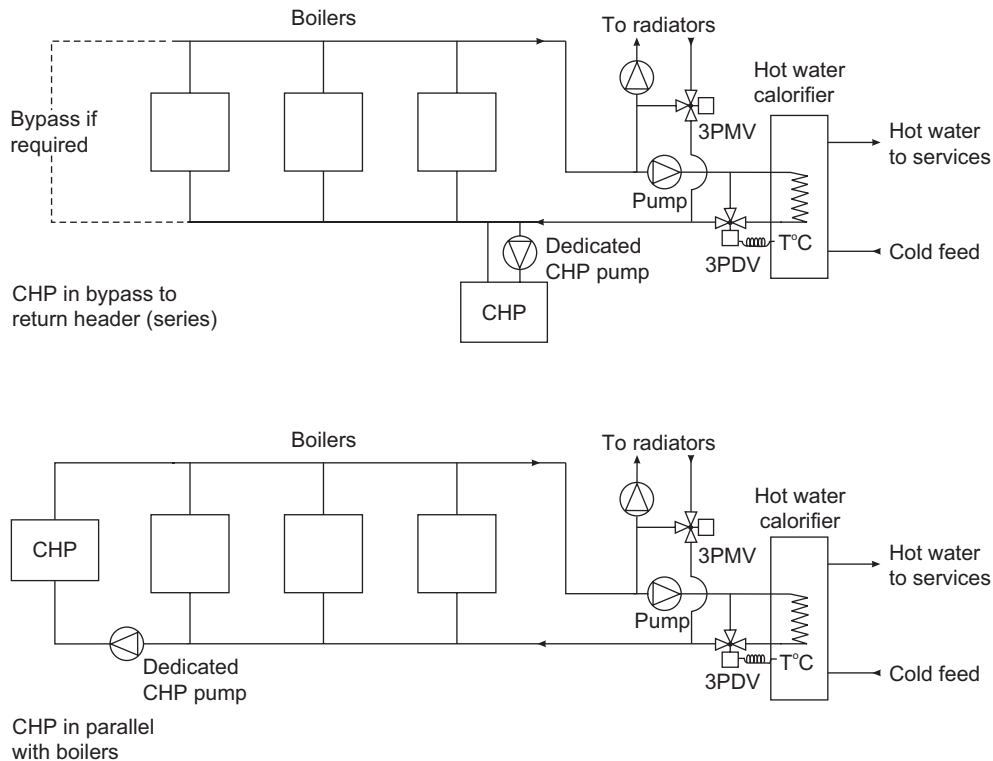 Boilers
To radiators
Hot water
calorifier
Bypass if
required
3PMV
Hot water
to services
Pump
Dedicated
CHP pump
3PDV
T°C
Cold feed
CHP in bypass to
return header (series)
CHP
Boilers
To radiators
Hot water
calorifier
CHP
3PMV
Hot water
to services
Pump
Dedicated
CHP pump
3PDV
T°C
Cold feed
CHP in parallel
with boilers